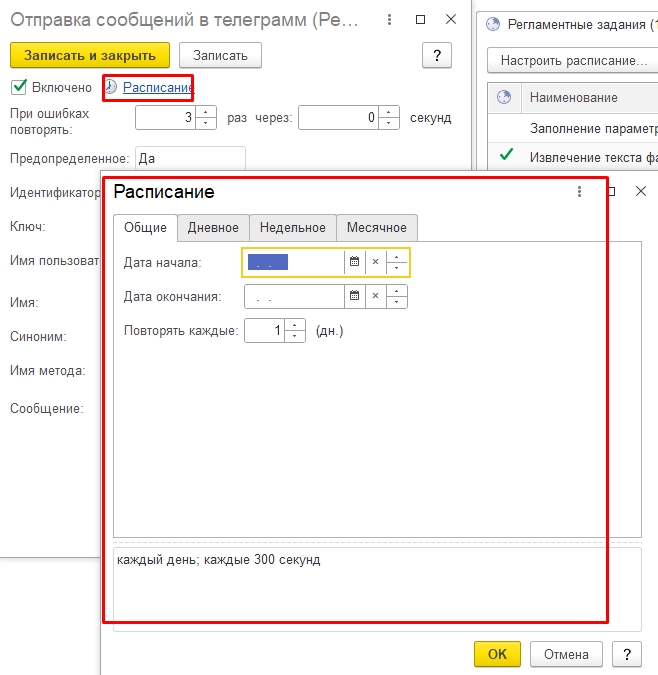 Отправка сообщений в телеграмм (Ре...
Записать и закрыть
Записать
?
Включено
Расписание
При ошибках
повторять:
3
раз
через:
0
секунд
Предопределенное:
Да
Идентификатор
Ключ:
Имя пользоват
Имя:
Синоним:
Имя метода:
Сообщение:
Регламентные задания (1
Настроить расписание...
Наименование
Заполнение параметр
Извлечение текста фа
Расписание
Общие
Дневное
Недельное
Месячное
Дата начала:
. .
Дата окончания:
. .
Повторять каждые:
1
(дн.)
каждый день; каждые 300 секунд
OK
Отмена
?